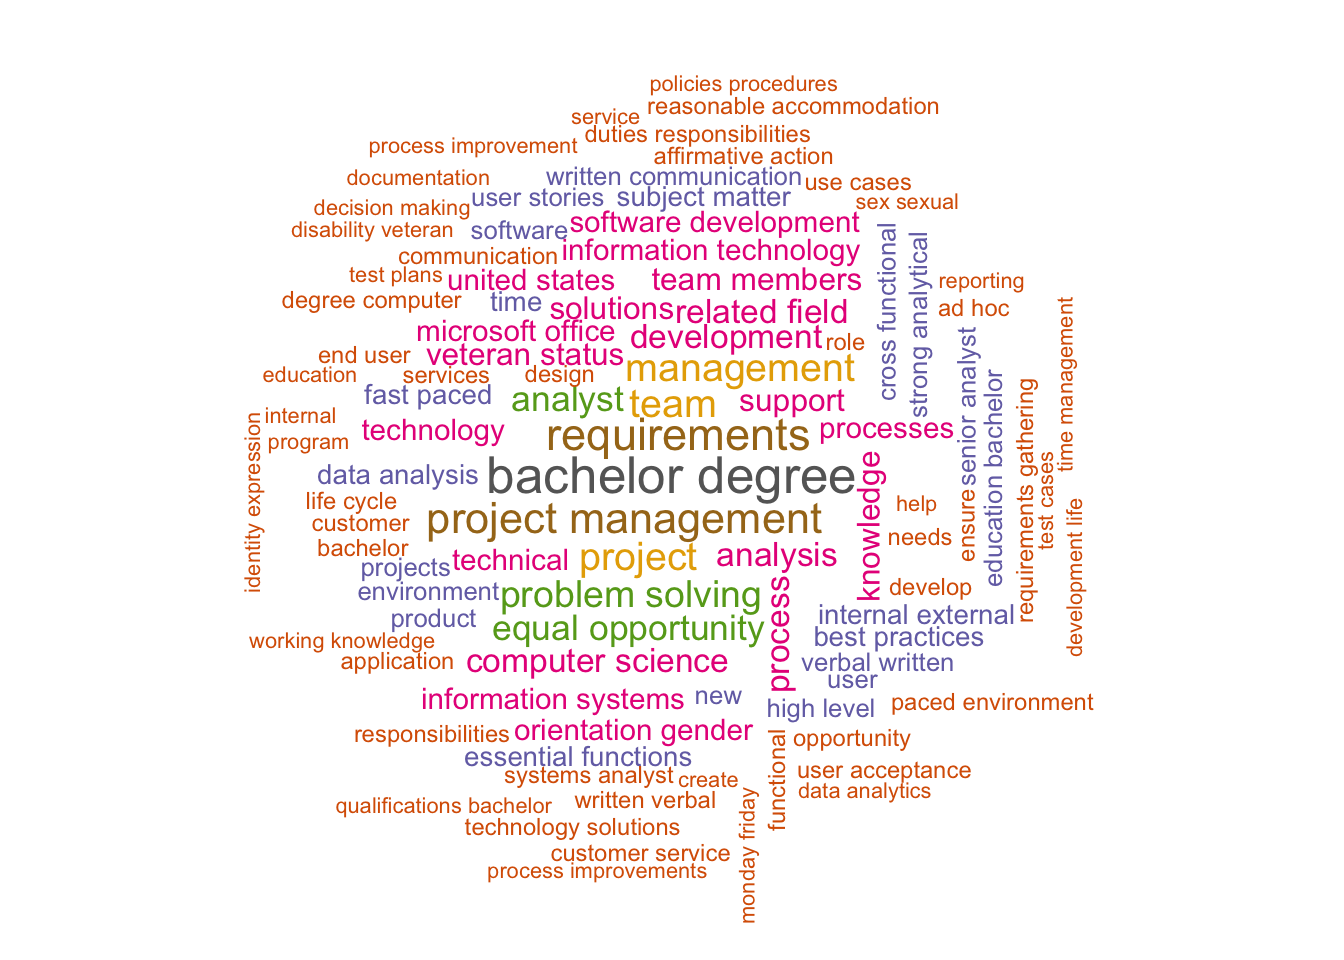 policies procedures
reasonable accommodation
service
duties responsibilities
process improvement
affirmative action
documentation
written communication
use cases
user stories
subject matter
sex sexual
decision making
software development
disability veteran
software
information technology
communication
test plans
united states
team members
reporting
degree computer
time
solutions
related field
ad hoc
microsoft office
development
role
cross functional
strong analytical
end user
veteran status
management
education
services
design
senior analyst
time management
fast paced
analyst
team
support
internal
technology
requirements
processes
program
education bachelor
requirements gathering
identity expression
data analysis
bachelor degree
knowledge
ensure
test cases
life cycle
help
customer
project management
needs
bachelor
technical
project
analysis
development life
projects
environment
problem solving
process
develop
product
equal opportunity
internal external
working knowledge
best practices
application
computer science
verbal written
user
information systems
new
high level
paced environment
responsibilities
orientation gender
functional
opportunity
essential functions
systems analyst
create
user acceptance
data analytics
qualifications bachelor
written verbal
monday friday
technology solutions
customer service
process improvements